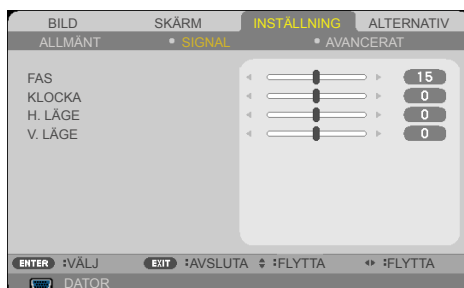 BILD SKÄRM INSTÄLLNING ALTERNATIV
ALLMÄNT • SIGNAL • AVANCERAT
FAS 15
KLOCKA 0
H. LÄGE 0
V. LÄGE 0
ENTER :VÄLJ EXIT :AVSLUTA :FLYTTA :FLYTTA
DATOR